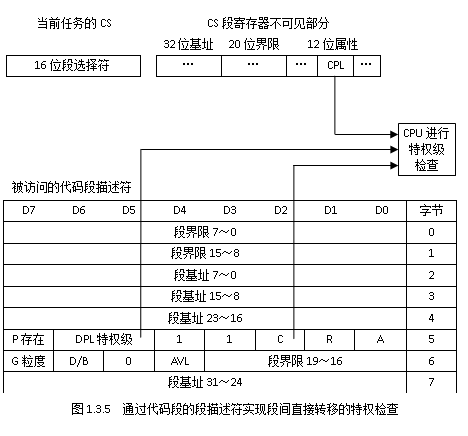 当前任务的 CS CS 段寄存器不可见部分
32 位基址 20 位界限 12 位属性
16 位段选择符 … … … CPL …
CPU 进行
特权级
检查
被访问的代码段描述符
D7 D6 D5 D4 D3 D2 D1 D0 字节
段界限 7～0 0
段界限 15～8 1
段基址 7～0 2
段基址 15～8 3
段基址 23～16 4
P 存在 DPL 特权级 1 1 C R A 5
G 粒度 D/B 0 AVL 段界限 19～16 6
段基址 31～24 7
图 1.3.5 通过代码段的段描述符实现段间直接转移的特权检查